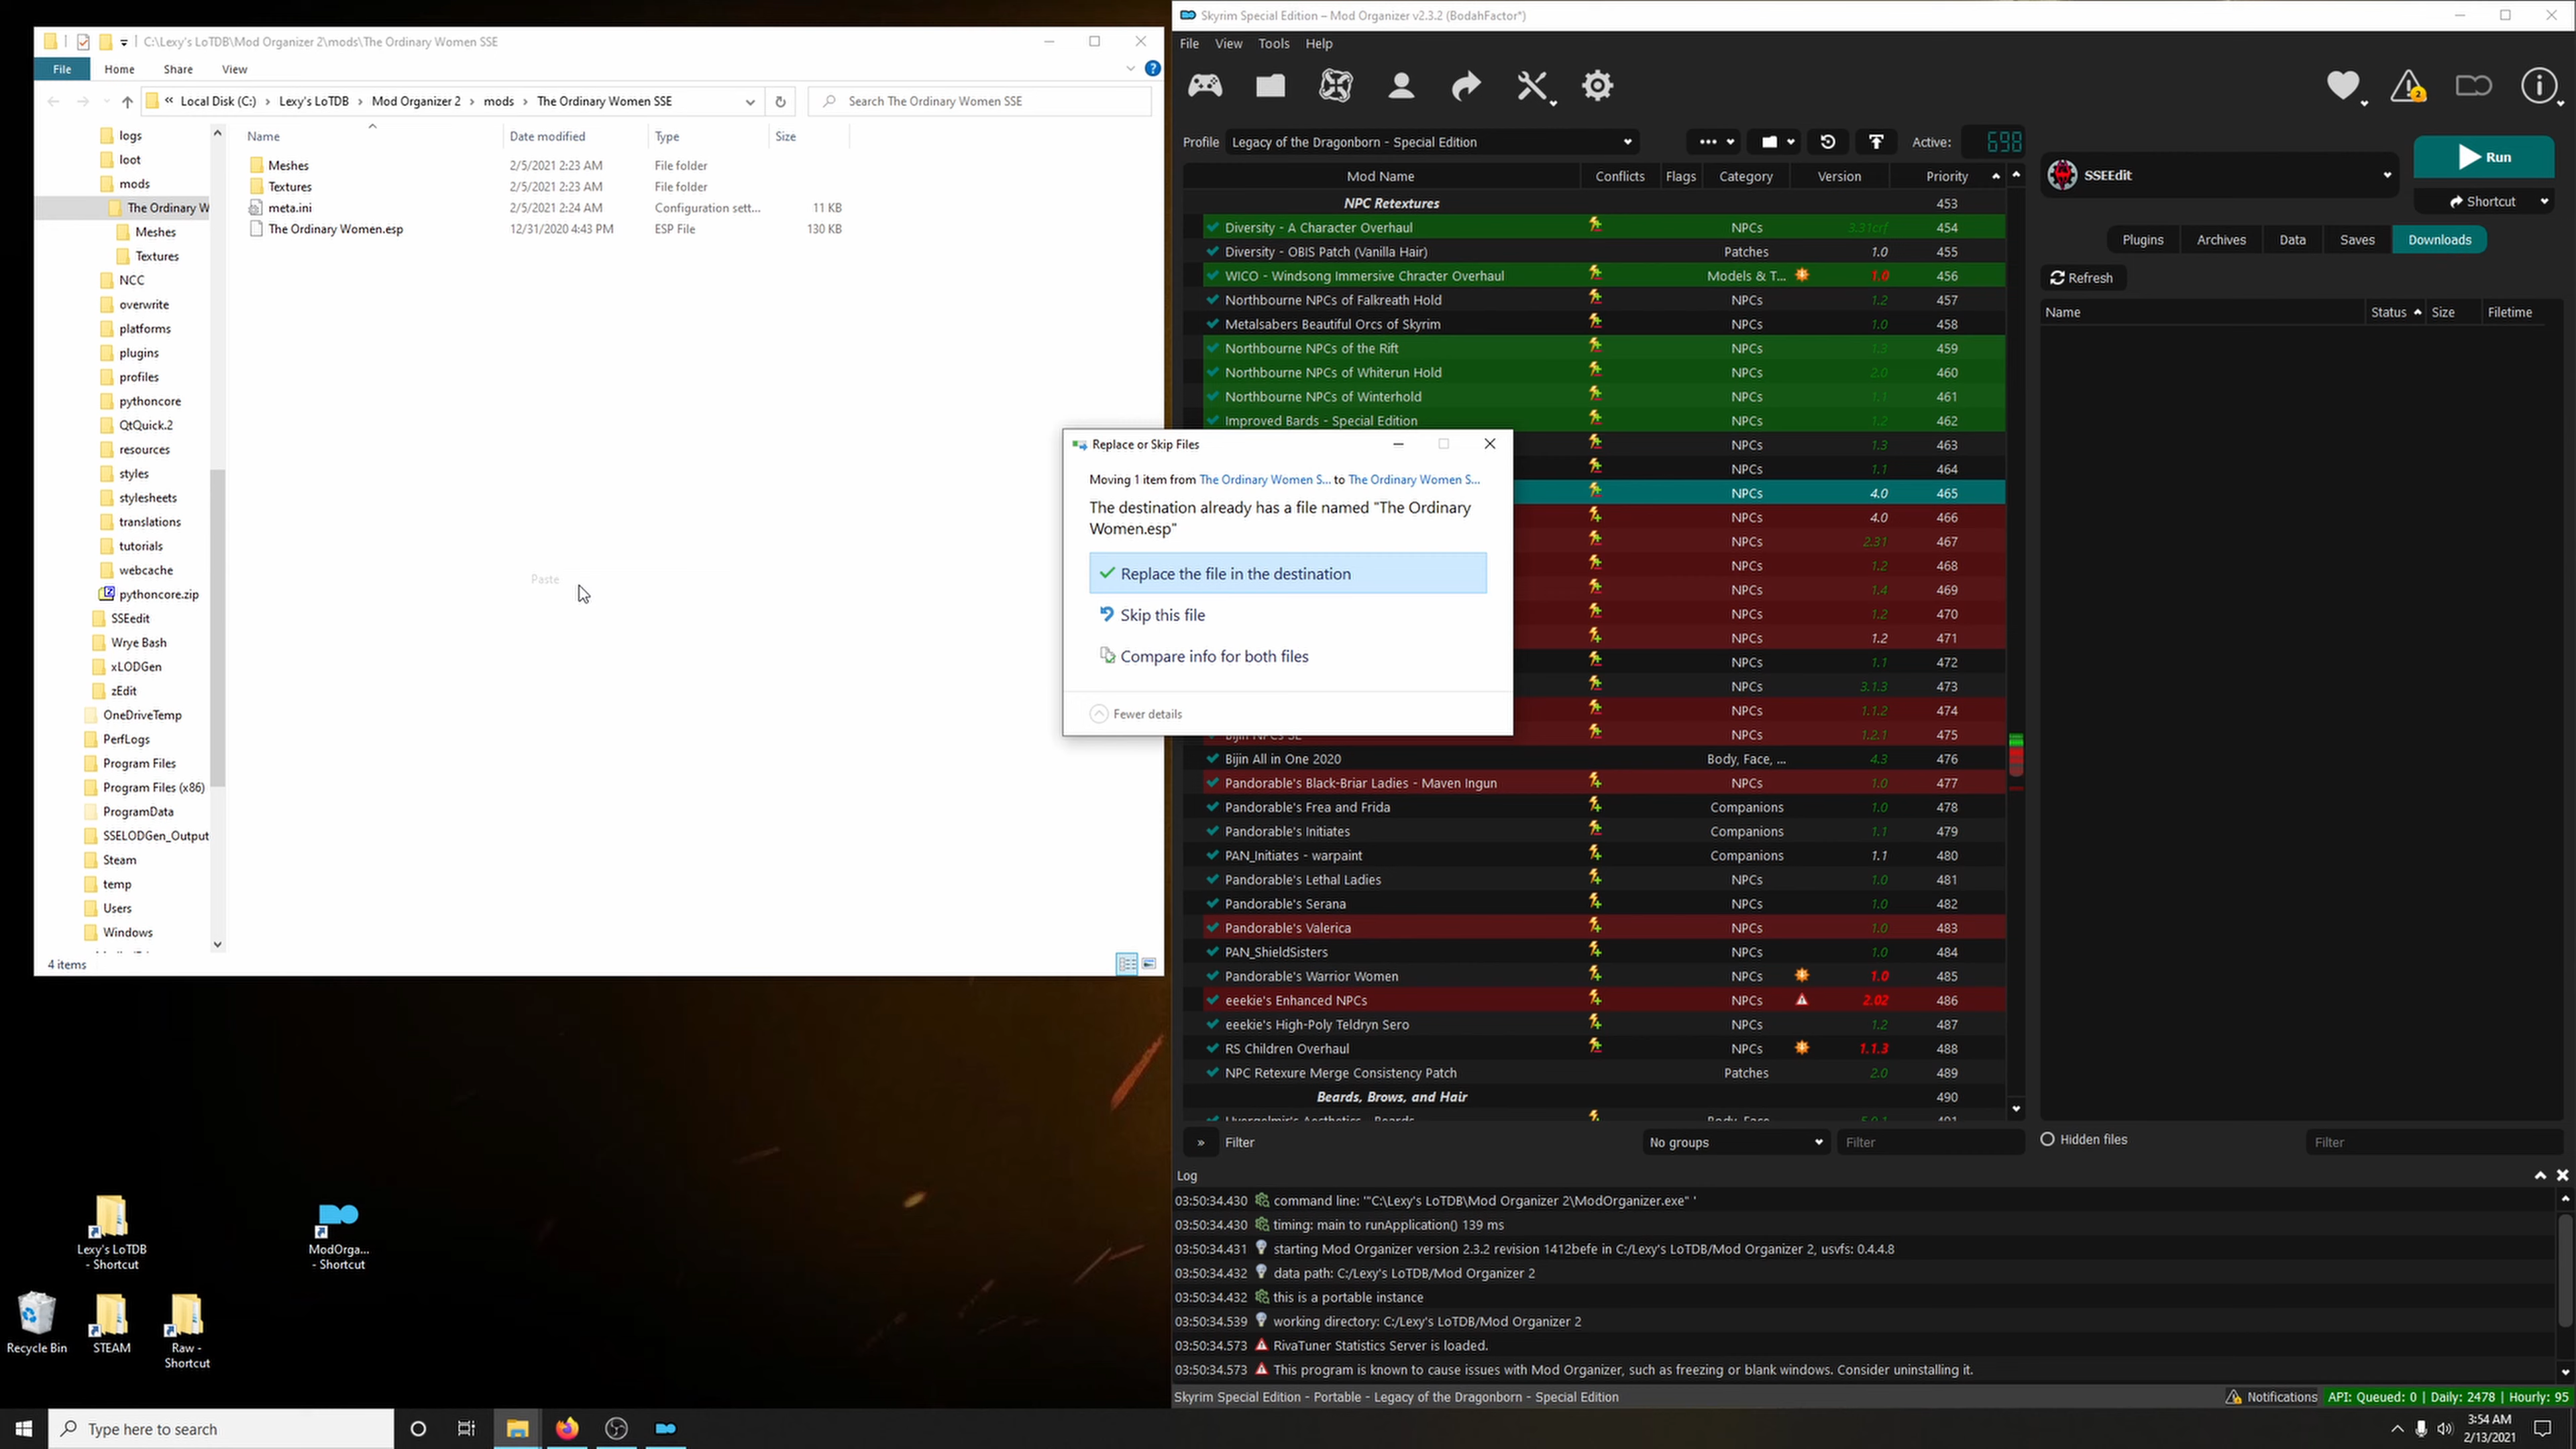 C:\Lexy's LoTDB\Mod Organizer 2\mods\The Ordinary Women SSE
File Home Share View
Local Disk (C:) Lexy's LoTDB Mod Organizer 2 mods The Ordinary Women SSE
Search The Ordinary Women SSE
Name Date modified Type Size
Meshes 2/5/2021 2:23 AM File folder
Textures 2/5/2021 2:23 AM File folder
meta.ini 2/5/2021 2:24 AM Configuration sett... 11 KB
The Ordinary Women.esp 12/31/2020 4:43 PM ESP File 130 KB
logs
loot
mods
The Ordinary W
Meshes
Textures
NCC
overwrite
platforms
plugins
profiles
pythoncore
QtQuick.2
resources
styles
stylesheets
translations
tutorials
webcache
pythoncore.zip
SSEedit
Wrye Bash
xLODGen
zEdit
OneDriveTemp
PerfLogs
Program Files
Program Files (x86)
ProgramData
SSELODGen_Output
Steam
temp
Users
Windows
Paste
4 items
Replace or Skip Files
Moving 1 item from The Ordinary Women S... to The Ordinary Women S...
The destination already has a file named "The Ordinary
Women.esp"
Replace the file in the destination
Skip this file
Compare info for both files
Fewer details
Skyrim Special Edition – Mod Organizer v2.3.2 (BodahFactor*)
File View Tools Help
2
Profile Legacy of the Dragonborn - Special Edition Active: 698
Mod Name Conflicts Flags Category Version Priority
NPC Retextures 453
Diversity - A Character Overhaul NPCs 3.31crf 454
Diversity - OBIS Patch (Vanilla Hair) Patches 1.0 455
WICO - Windsong Immersive Chracter Overhaul Models & T... 1.0 456
Northbourne NPCs of Falkreath Hold NPCs 1.2 457
Metalsabers Beautiful Orcs of Skyrim NPCs 1.0 458
Northbourne NPCs of the Rift NPCs 1.3 459
Northbourne NPCs of Whiterun Hold NPCs 2.0 460
Northbourne NPCs of Winterhold NPCs 1.1 461
Improved Bards - Special Edition NPCs 1.2 462
NPCs 1.3 463
NPCs 1.1 464
NPCs 4.0 465
NPCs 4.0 466
NPCs 2.31 467
NPCs 1.2 468
NPCs 1.4 469
NPCs 1.2 470
NPCs 1.2 471
NPCs 1.1 472
NPCs 3.1.3 473
NPCs 1.1.2 474
Bijin NPCs SE NPCs 1.2.1 475
Bijin All in One 2020 Body, Face, ... 4.3 476
Pandorable's Black-Briar Ladies - Maven Ingun NPCs 1.0 477
Pandorable's Frea and Frida Companions 1.0 478
Pandorable's Initiates Companions 1.1 479
PAN_Initiates - warpaint Companions 1.1 480
Pandorable's Lethal Ladies NPCs 1.0 481
Pandorable's Serana NPCs 1.0 482
Pandorable's Valerica NPCs 1.0 483
PAN_ShieldSisters NPCs 1.0 484
Pandorable's Warrior Women NPCs 1.0 485
eeekie's Enhanced NPCs NPCs 2.02 486
eeekie's High-Poly Teldryn Sero NPCs 1.2 487
RS Children Overhaul NPCs 1.1.3 488
NPC Retexure Merge Consistency Patch Patches 2.0 489
Beards, Brows, and Hair 490
» Filter No groups Filter
SSEEdit
Run
Shortcut
Plugins Archives Data Saves Downloads
Refresh
Name Status Size Filetime
Hidden files Filter
Log
03:50:34.430 command line: '"C:\Lexy's LoTDB\Mod Organizer 2\ModOrganizer.exe" '
03:50:34.430 timing: main to runApplication() 139 ms
03:50:34.431 starting Mod Organizer version 2.3.2 revision 1412befe in C:/Lexy's LoTDB/Mod Organizer 2, usvfs: 0.4.4.8
03:50:34.432 data path: C:/Lexy's LoTDB/Mod Organizer 2
03:50:34.432 this is a portable instance
03:50:34.539 working directory: C:/Lexy's LoTDB/Mod Organizer 2
03:50:34.573 RivaTuner Statistics Server is loaded.
03:50:34.573 This program is known to cause issues with Mod Organizer, such as freezing or blank windows. Consider uninstalling it.
Skyrim Special Edition - Portable - Legacy of the Dragonborn - Special Edition Notifications API: Queued: 0 | Daily: 2478 | Hourly: 95
Lexy's LoTDB
- Shortcut
ModOrga...
- Shortcut
Recycle Bin
STEAM
Raw -
Shortcut
Type here to search
3:54 AM
2/13/2021